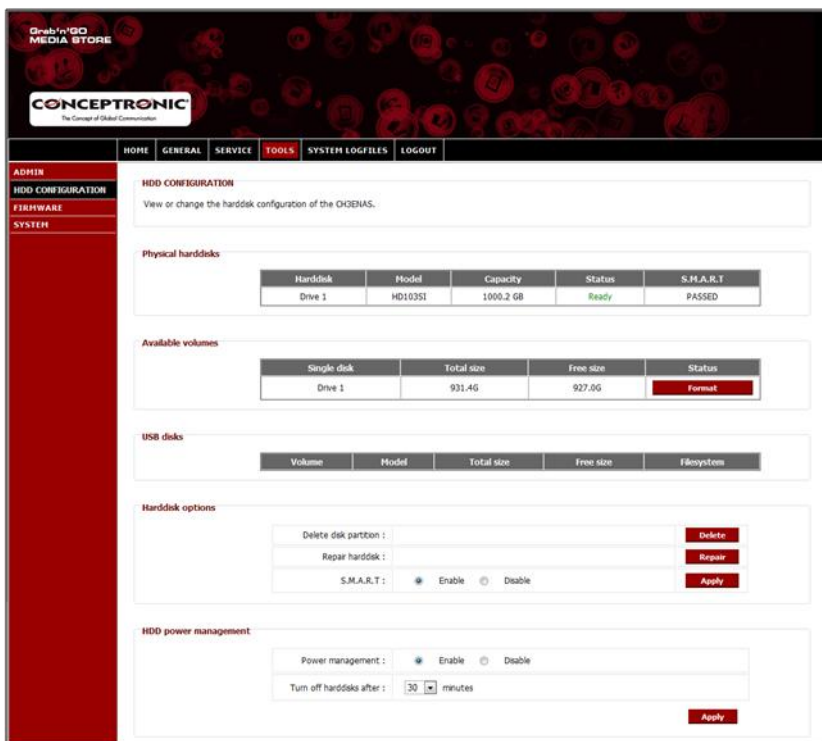 Grab'n'GO
MEDIA STORE
CONCEPTRONIC
The Concept of Global Communication
HOME GENERAL SERVICE TOOLS SYSTEM LOGFILES LOGOUT
ADMIN
HDD CONFIGURATION
FIRMWARE
SYSTEM
HDD CONFIGURATION
View or change the harddisk configuration of the CH3ENAS.
Physical harddisks
Harddisk Model Capacity Status S.M.A.R.T
Drive 1 HD103SI 1000.2 GB Ready PASSED
Available volumes
Single disk Total size Free size Status
Drive 1 931.4G 927.0G Format
USB disks
Volume Model Total size Free size Filesystem
Harddisk options
Delete disk partition : Delete
Repair harddisk : Repair
S.M.A.R.T : Enable Disable Apply
HDD power management
Power management : Enable Disable
Turn off harddisks after : 30 minutes
Apply